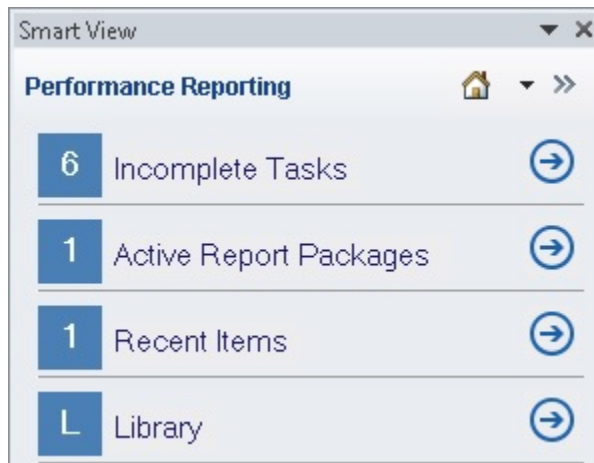 Smart View
Performance Reporting
6 Incomplete Tasks
1 Active Report Packages
1 Recent Items
L Library